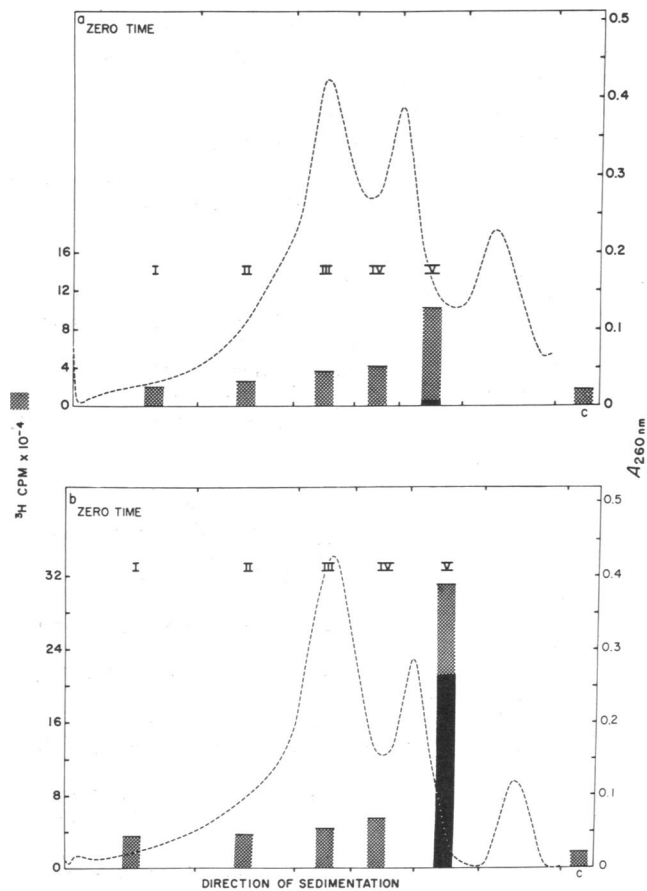 a
ZERO TIME
0.5
0.4
0.3
0.2
0.1
0
16
12
8
4
0
I
II
III
IV
V
C
³H CPM x 10⁻⁴
A260nm
b
ZERO TIME
0.5
0.4
0.3
0.2
0.1
0
32
24
16
8
0
I
II
III
IV
V
C
DIRECTION OF SEDIMENTATION